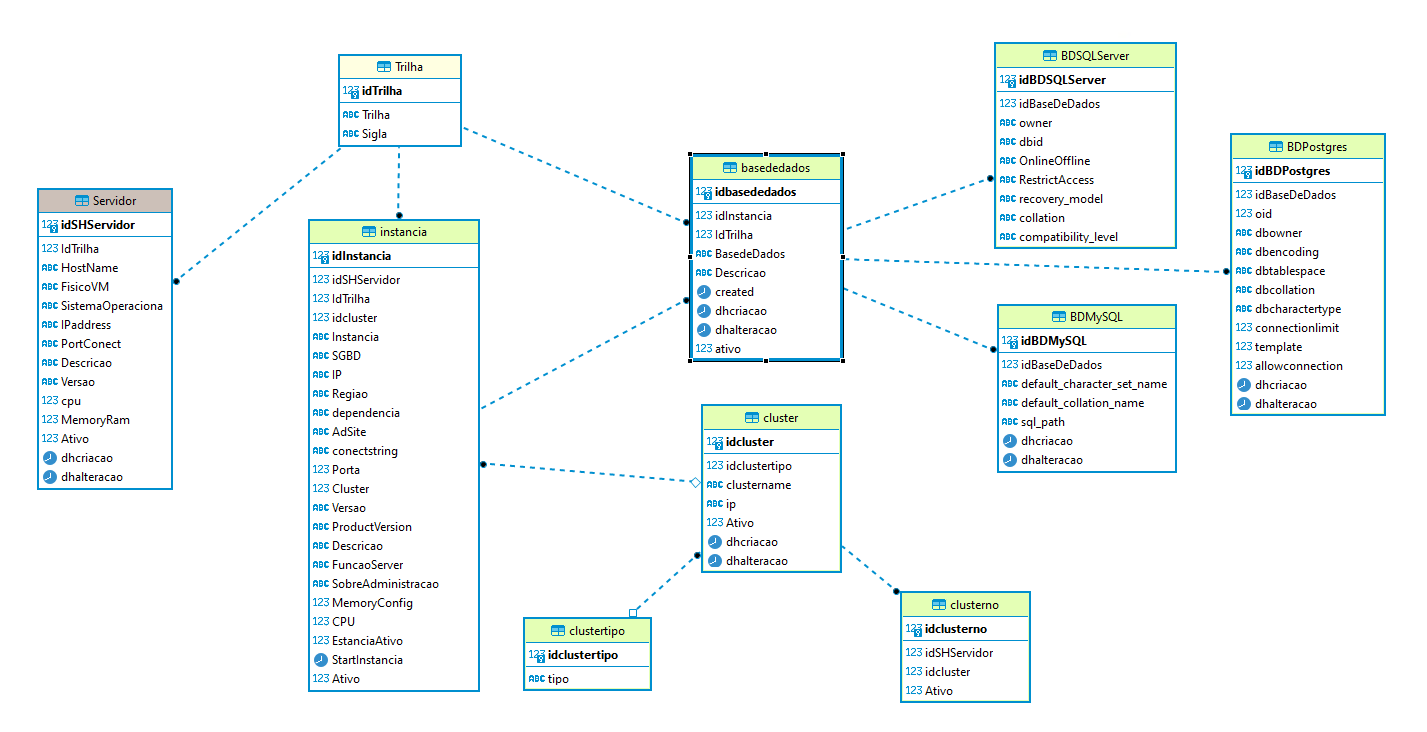 Trilha
123 idTrilha
ABC Trilha
ABC Sigla
Servidor
123 idSHServidor
123 IdTrilha
ABC HostName
ABC FisicoVM
ABC SistemaOperaciona
ABC IPaddress
ABC PortConect
ABC Descricao
ABC Versao
123 cpu
123 MemoryRam
123 Ativo
dhcriacao
dhalteracao
instancia
123 idInstancia
123 idSHServidor
123 IdTrilha
123 idcluster
ABC Instancia
ABC SGBD
ABC IP
ABC Regiao
ABC dependencia
ABC AdSite
ABC conectstring
123 Porta
123 Cluster
ABC Versao
ABC ProductVersion
ABC Descricao
ABC FuncaoServer
ABC SobreAdministracao
123 MemoryConfig
123 CPU
123 EstanciaAtivo
StartInstancia
123 Ativo
basededados
123 idbasededados
123 idInstancia
123 IdTrilha
ABC BasedeDados
ABC Descricao
created
dhcriacao
dhalteracao
123 ativo
BDSQLServer
123 idBDSQLServer
123 idBaseDeDados
ABC owner
ABC dbid
ABC OnlineOffline
ABC RestrictAccess
ABC recovery_model
ABC collation
ABC compatibility_level
BDPostgres
123 idBDPostgres
123 idBaseDeDados
123 oid
ABC dbowner
ABC dbencoding
ABC dbtablespace
ABC dbcollation
ABC dbcharactertype
123 connectionlimit
123 template
123 allowconnection
dhcriacao
dhalteracao
BDMySQL
123 idBDMySQL
123 idBaseDeDados
ABC default_character_set_name
ABC default_collation_name
ABC sql_path
dhcriacao
dhalteracao
cluster
123 idcluster
123 idclustertipo
ABC clustername
ABC ip
123 Ativo
dhcriacao
dhalteracao
clustertipo
123 idclustertipo
ABC tipo
clusterno
123 idclusterno
123 idSHServidor
123 idcluster
123 Ativo